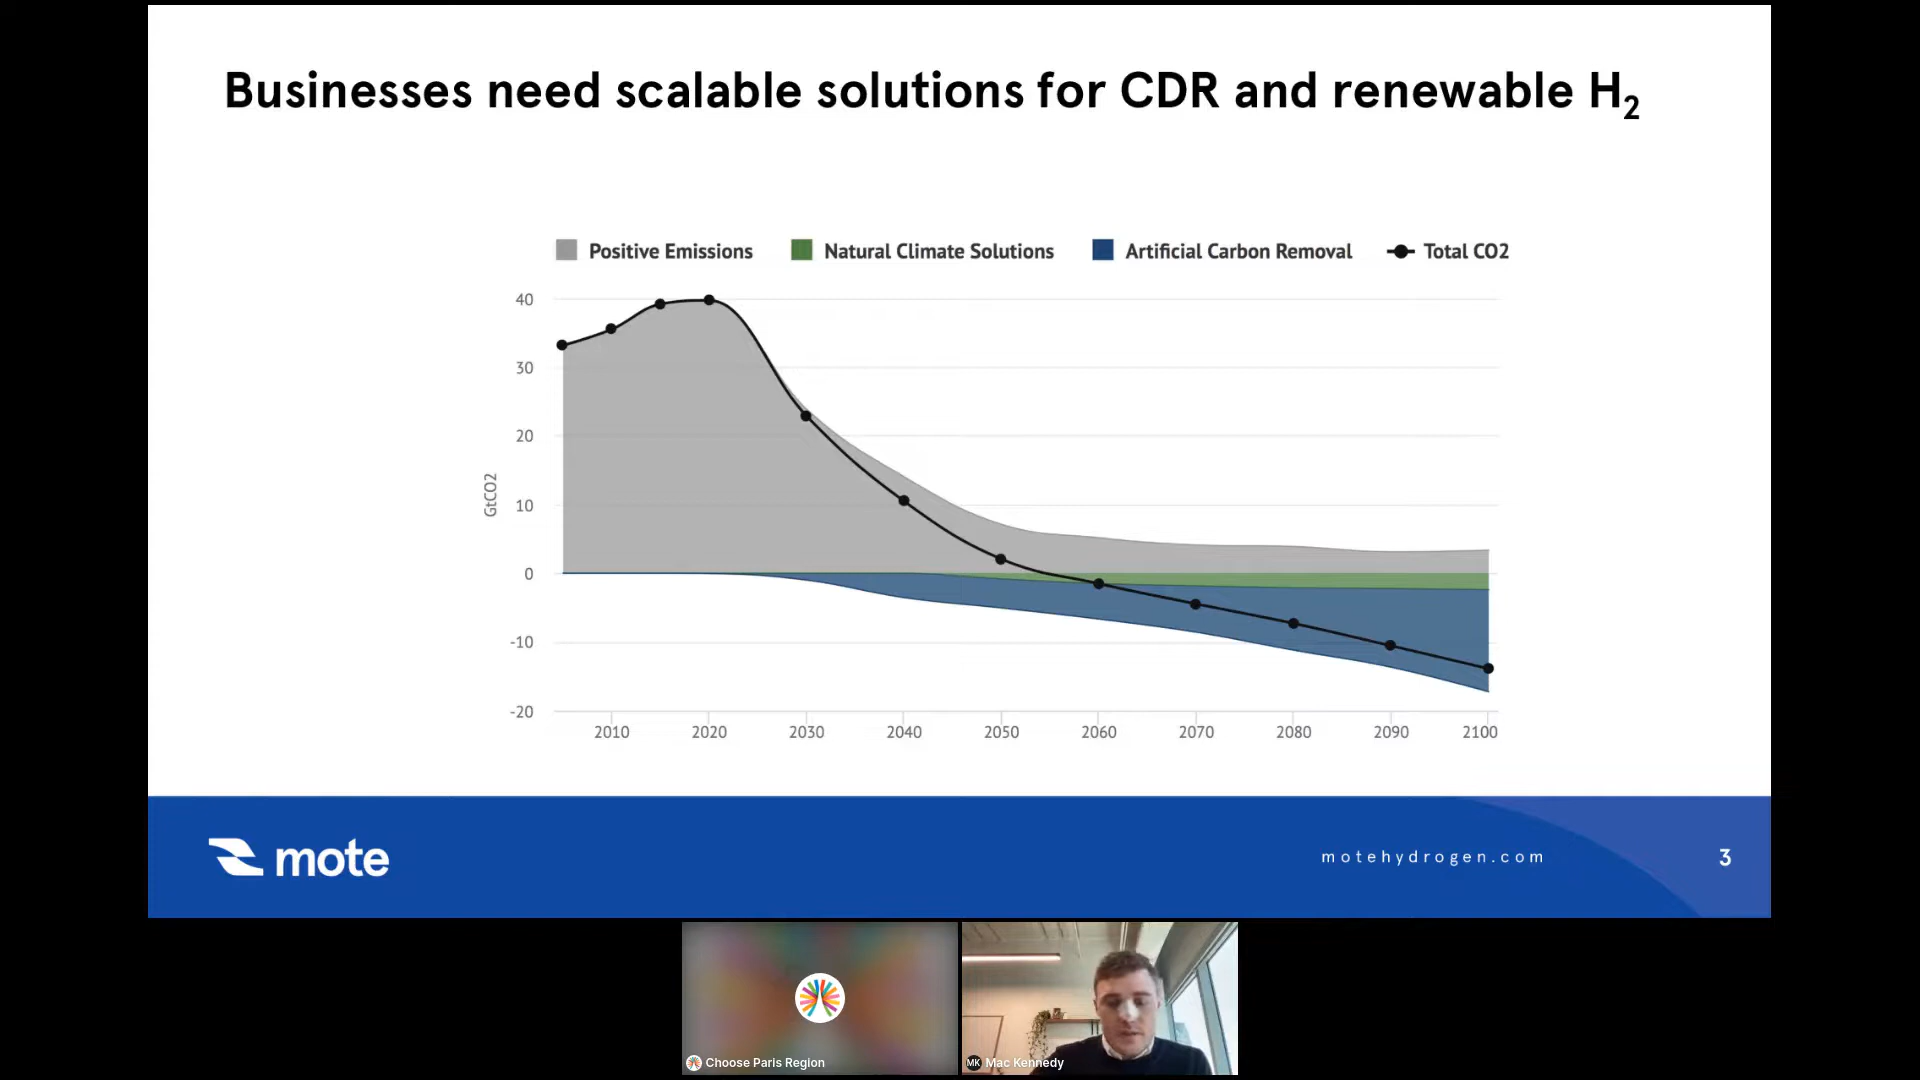 Businesses need scalable solutions for CDR and renewable H₂
Positive Emissions Natural Climate Solutions Artificial Carbon Removal Total CO2
40
30
20
10
0
-10
-20
GtCO2
2010 2020 2030 2040 2050 2060 2070 2080 2090 2100
mote
motehydrogen.com
3
Choose Paris Region
MK Mac Kennedy